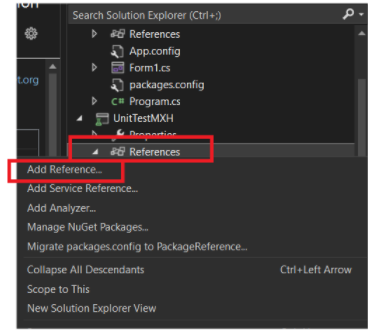 Search Solution Explorer (Ctrl+;)
References
App.config
t.org
Form1.cs
packages.config
C# Program.cs
UnitTestMXH
Properties
References
Add Reference...
Add Service Reference...
Add Analyzer...
Manage NuGet Packages...
Migrate packages.config to PackageReference...
Collapse All Descendants Ctrl+Left Arrow
Scope to This
New Solution Explorer View